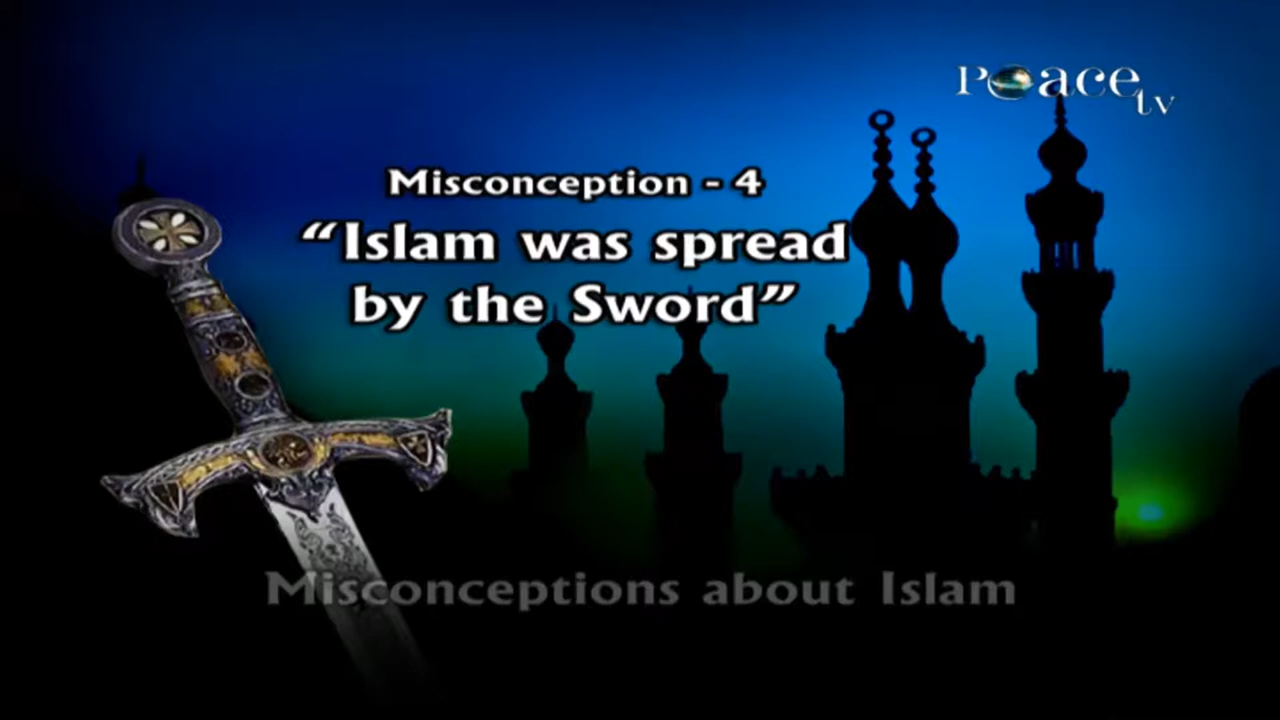 Peace tv
Misconception - 4
“Islam was spread
by the Sword”
Misconceptions about Islam